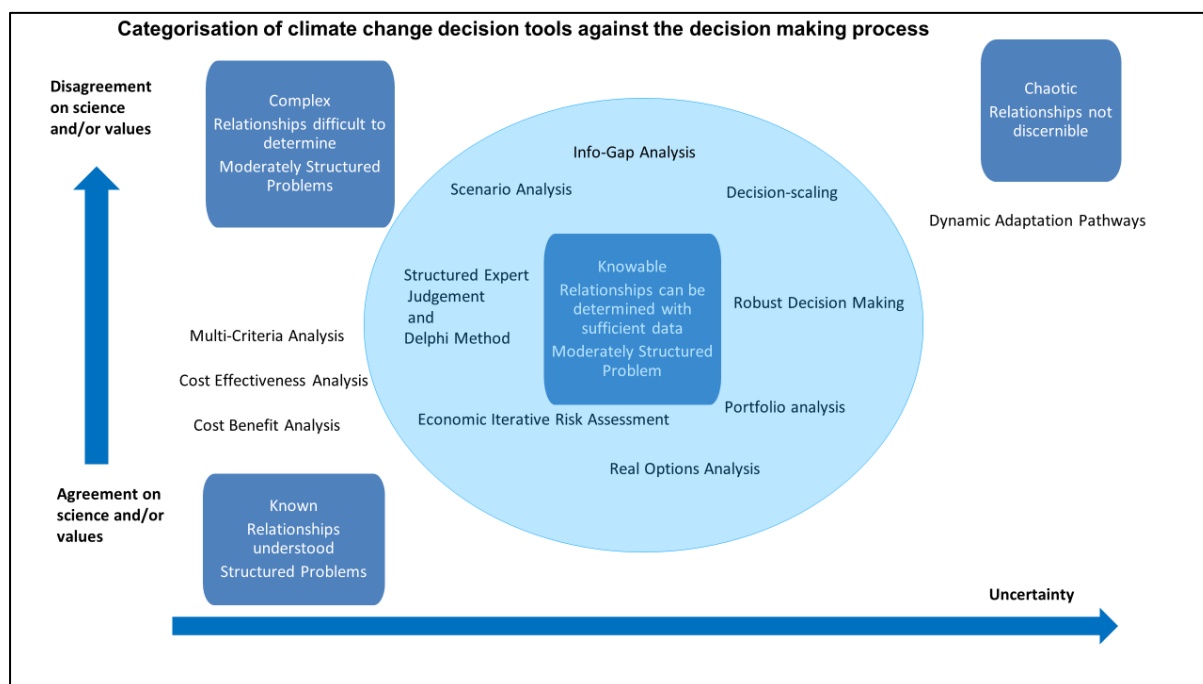 Categorisation of climate change decision tools against the decision making process
Disagreement
on science
and/or values
Complex
Relationships difficult to
determine
Moderately Structured
Problems
Chaotic
Relationships not
discernible
Info-Gap Analysis
Scenario Analysis
Decision-scaling
Dynamic Adaptation Pathways
Structured Expert
Judgement
and
Delphi Method
Knowable
Relationships can be
determined with
sufficient data
Moderately Structured
Problem
Robust Decision Making
Multi-Criteria Analysis
Cost Effectiveness Analysis
Cost Benefit Analysis
Economic Iterative Risk Assessment
Portfolio analysis
Real Options Analysis
Agreement on
science and/or
values
Known
Relationships
understood
Structured Problems
Uncertainty